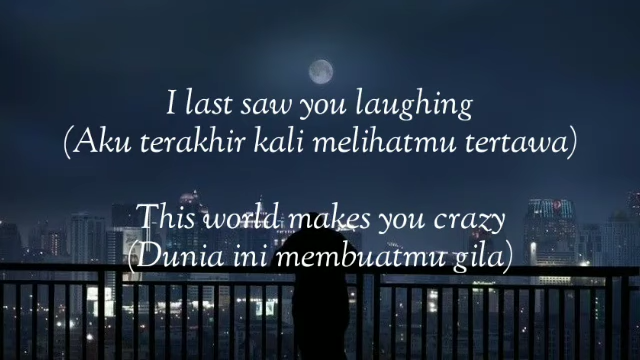 I last saw you laughing
(Aku terakhir kali melihatmu tertawa)
This world makes you crazy
(Dunia ini membuatmu gila)